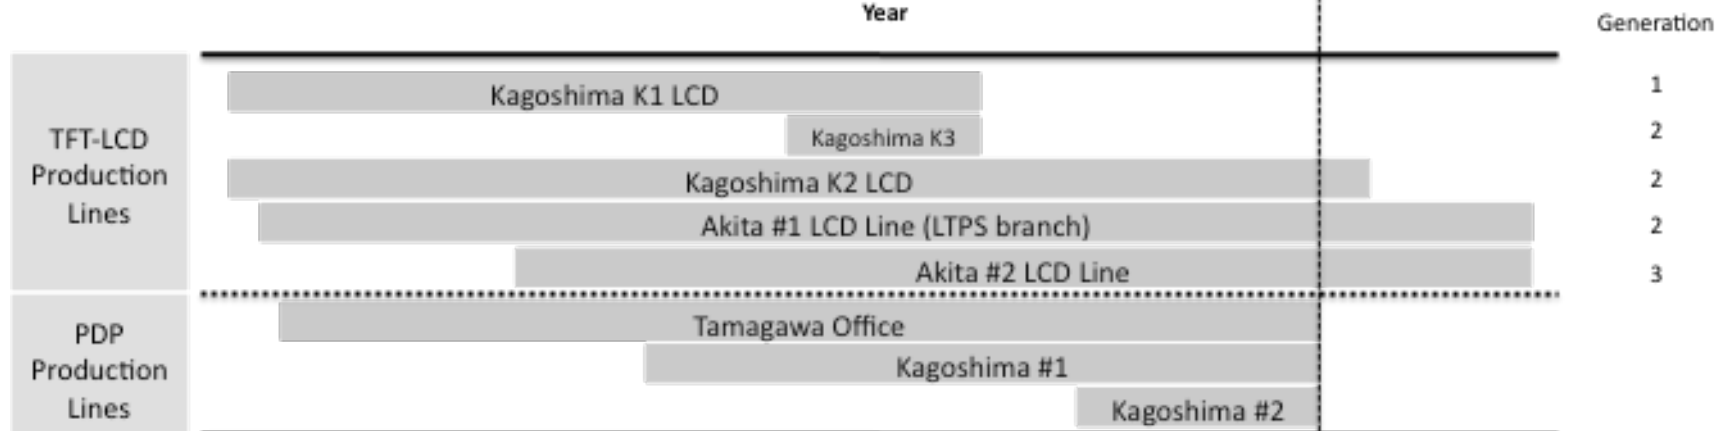 Year
Generation
TFT-LCD
Production
Lines
Kagoshima K1 LCD
1
Kagoshima K3
2
Kagoshima K2 LCD
2
Akita #1 LCD Line (LTPS branch)
2
Akita #2 LCD Line
3
PDP
Production
Lines
Tamagawa Office
Kagoshima #1
Kagoshima #2